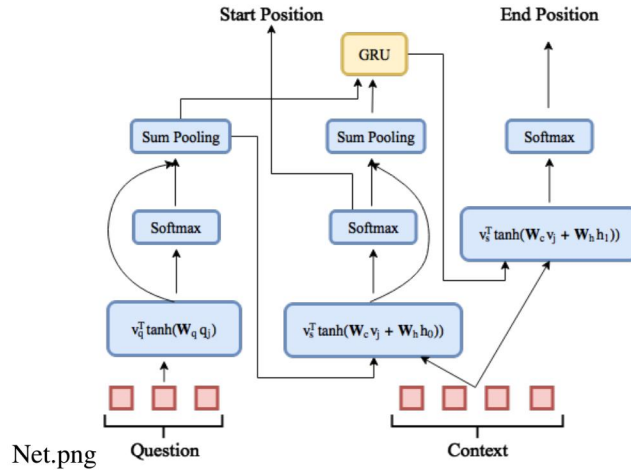 Start Position
End Position
GRU
Sum Pooling
Sum Pooling
Softmax
Softmax
Softmax
v_s^T tanh(W_c v_j + W_h h_1))
v_q^T tanh(W_q q_j)
v_s^T tanh(W_c v_j + W_h h_0))
Net.png
Question
Context